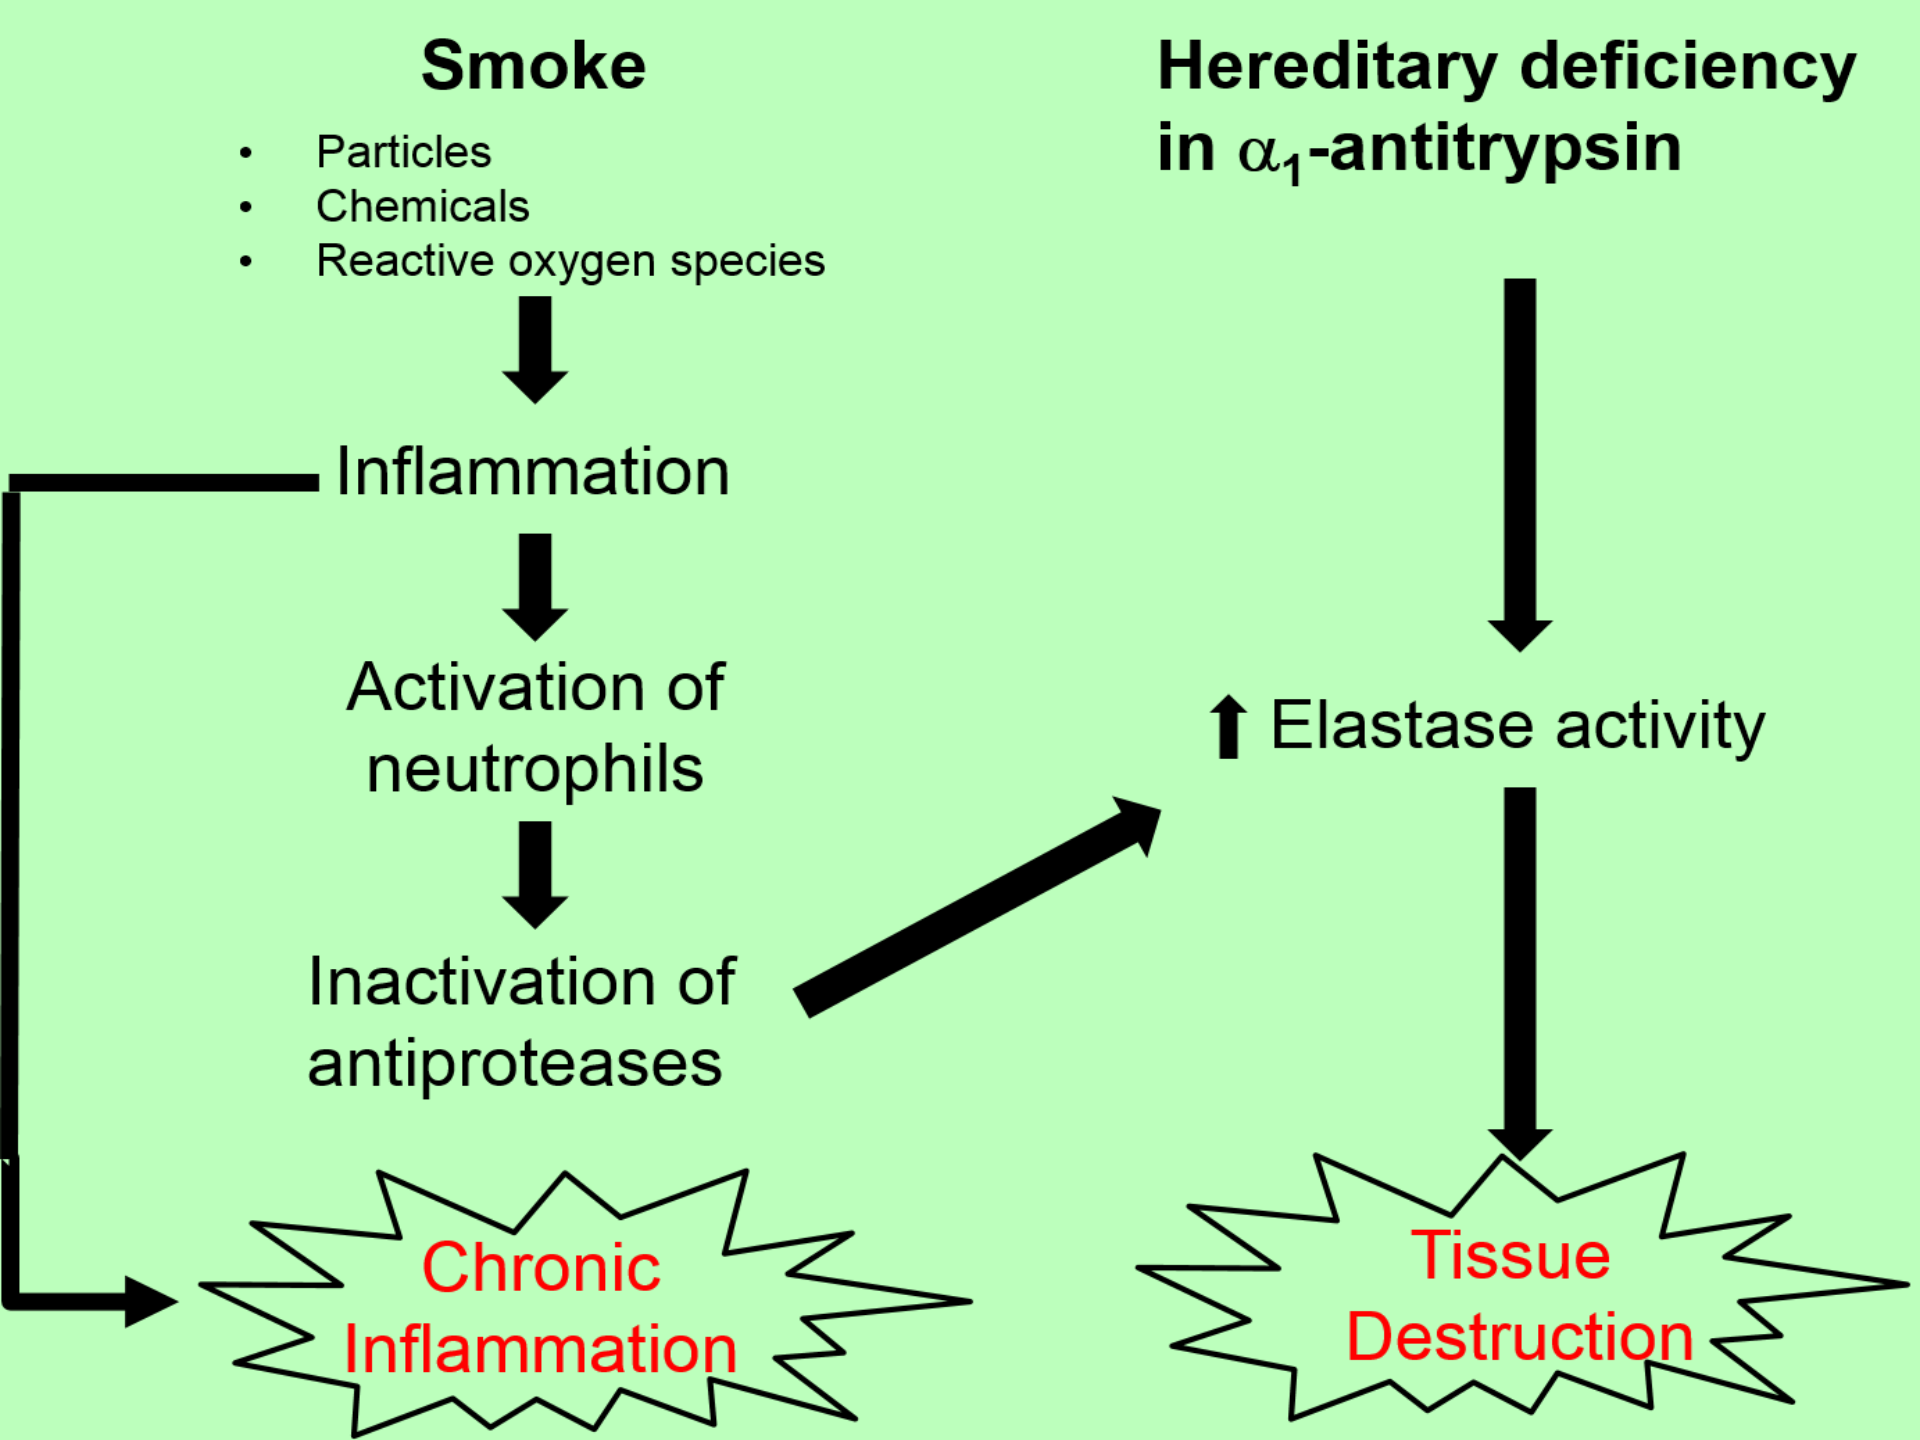 Smoke
• Particles
• Chemicals
• Reactive oxygen species
Inflammation
Activation of
neutrophils
Inactivation of
antiproteases
Chronic
Inflammation
Hereditary deficiency
in α1-antitrypsin
⬆ Elastase activity
Tissue
Destruction